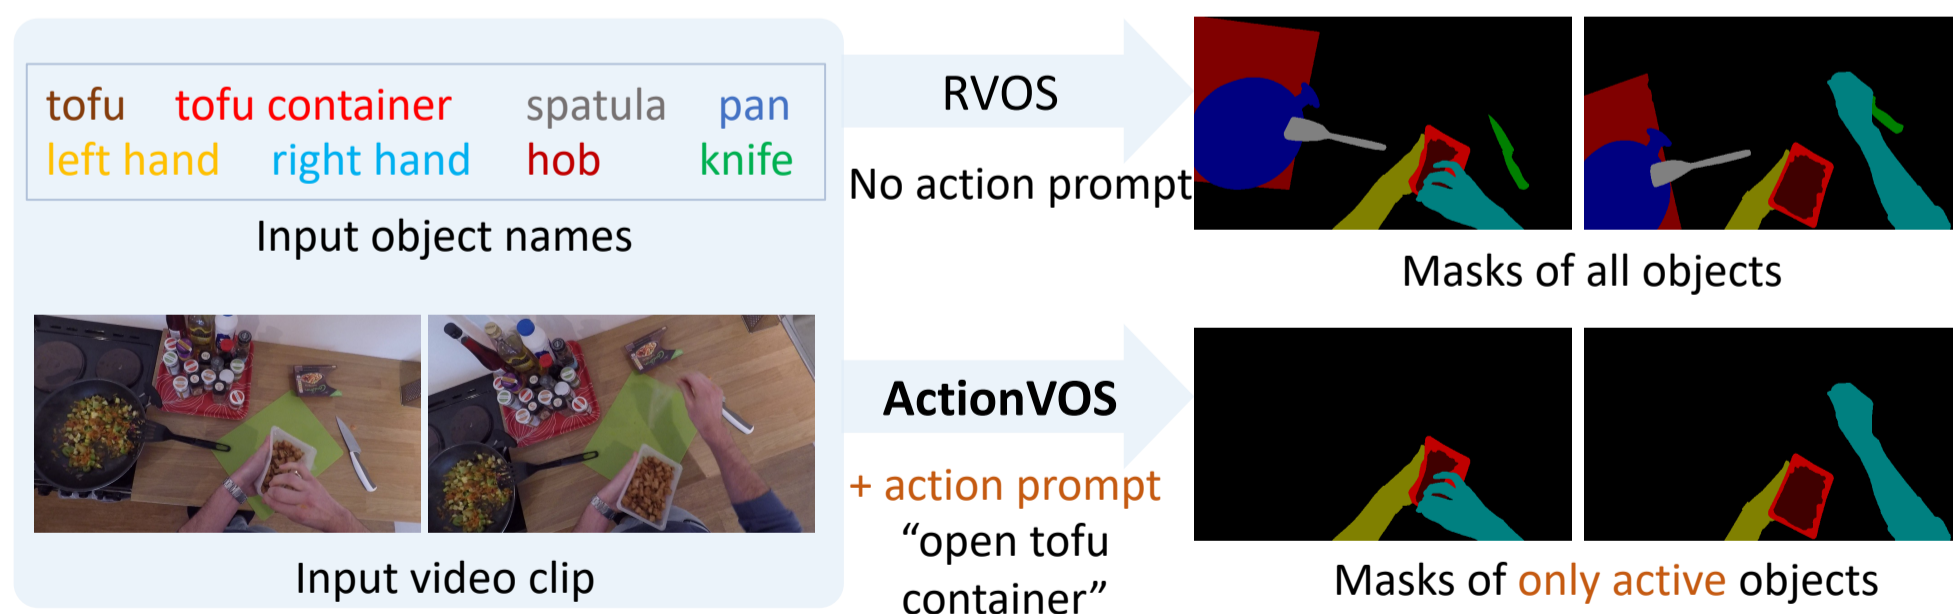 tofu tofu container spatula pan
left hand right hand hob knife
Input object names
Input video clip
RVOS
No action prompt
ActionVOS
+ action prompt
“open tofu
container”
Masks of all objects
Masks of only active objects